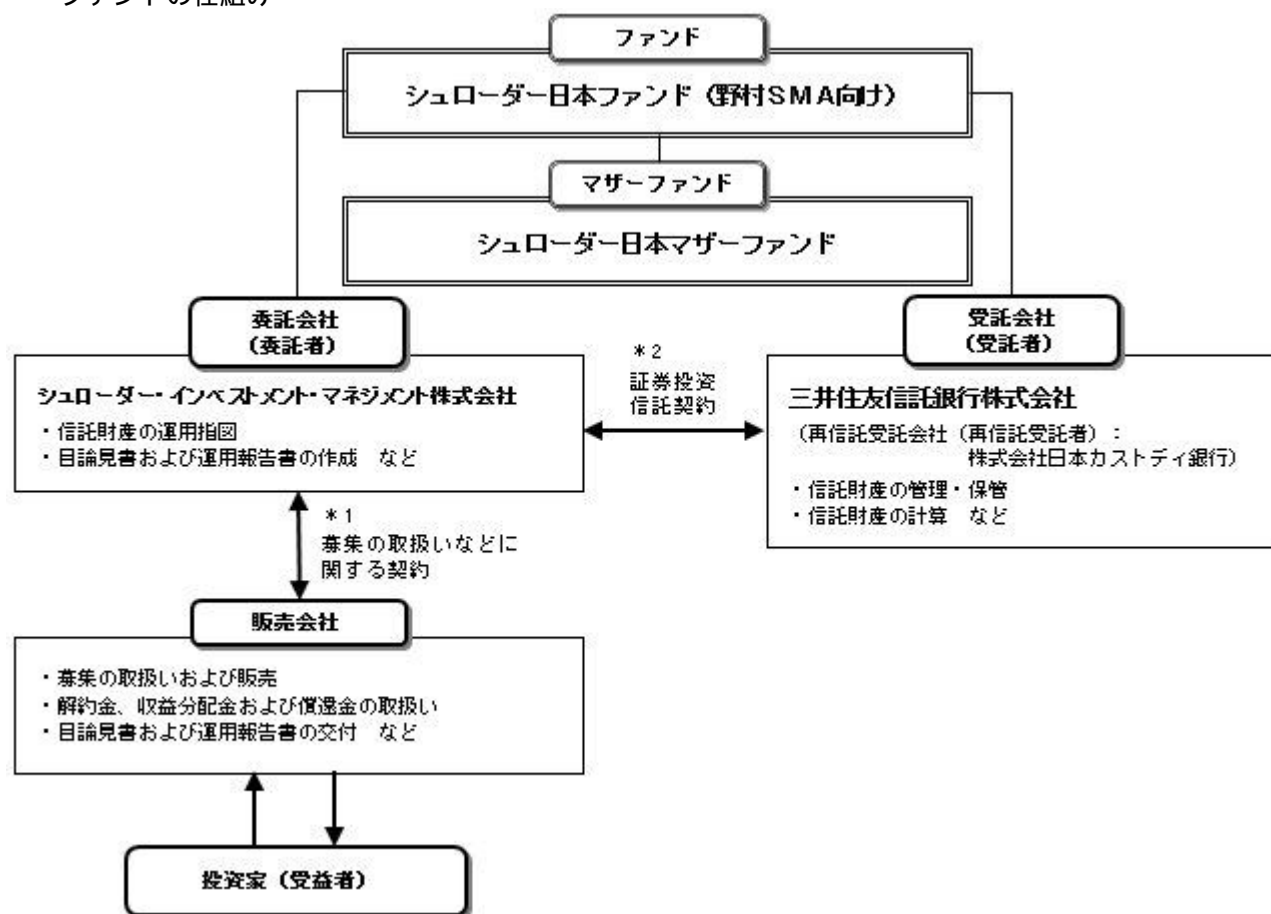 ファンドの仕組み
ファンド
シュローダー日本ファンド（野村SMA向け）
マザーファンド
シュローダー日本マザーファンド
委託会社
（委託者）
シュローダー・インベストメント・マネジメント株式会社
・信託財産の運用指図
・目論見書および運用報告書の作成　など
＊2
証券投資
信託契約
受託会社
（受託者）
三井住友信託銀行株式会社
（再信託受託会社（再信託受託者）：
株式会社日本カストディ銀行）
・信託財産の管理・保管
・信託財産の計算　など
＊1
募集の取扱いなどに
関する契約
販売会社
・募集の取扱いおよび販売
・解約金、収益分配金および償還金の取扱い
・目論見書および運用報告書の交付　など
投資家（受益者）